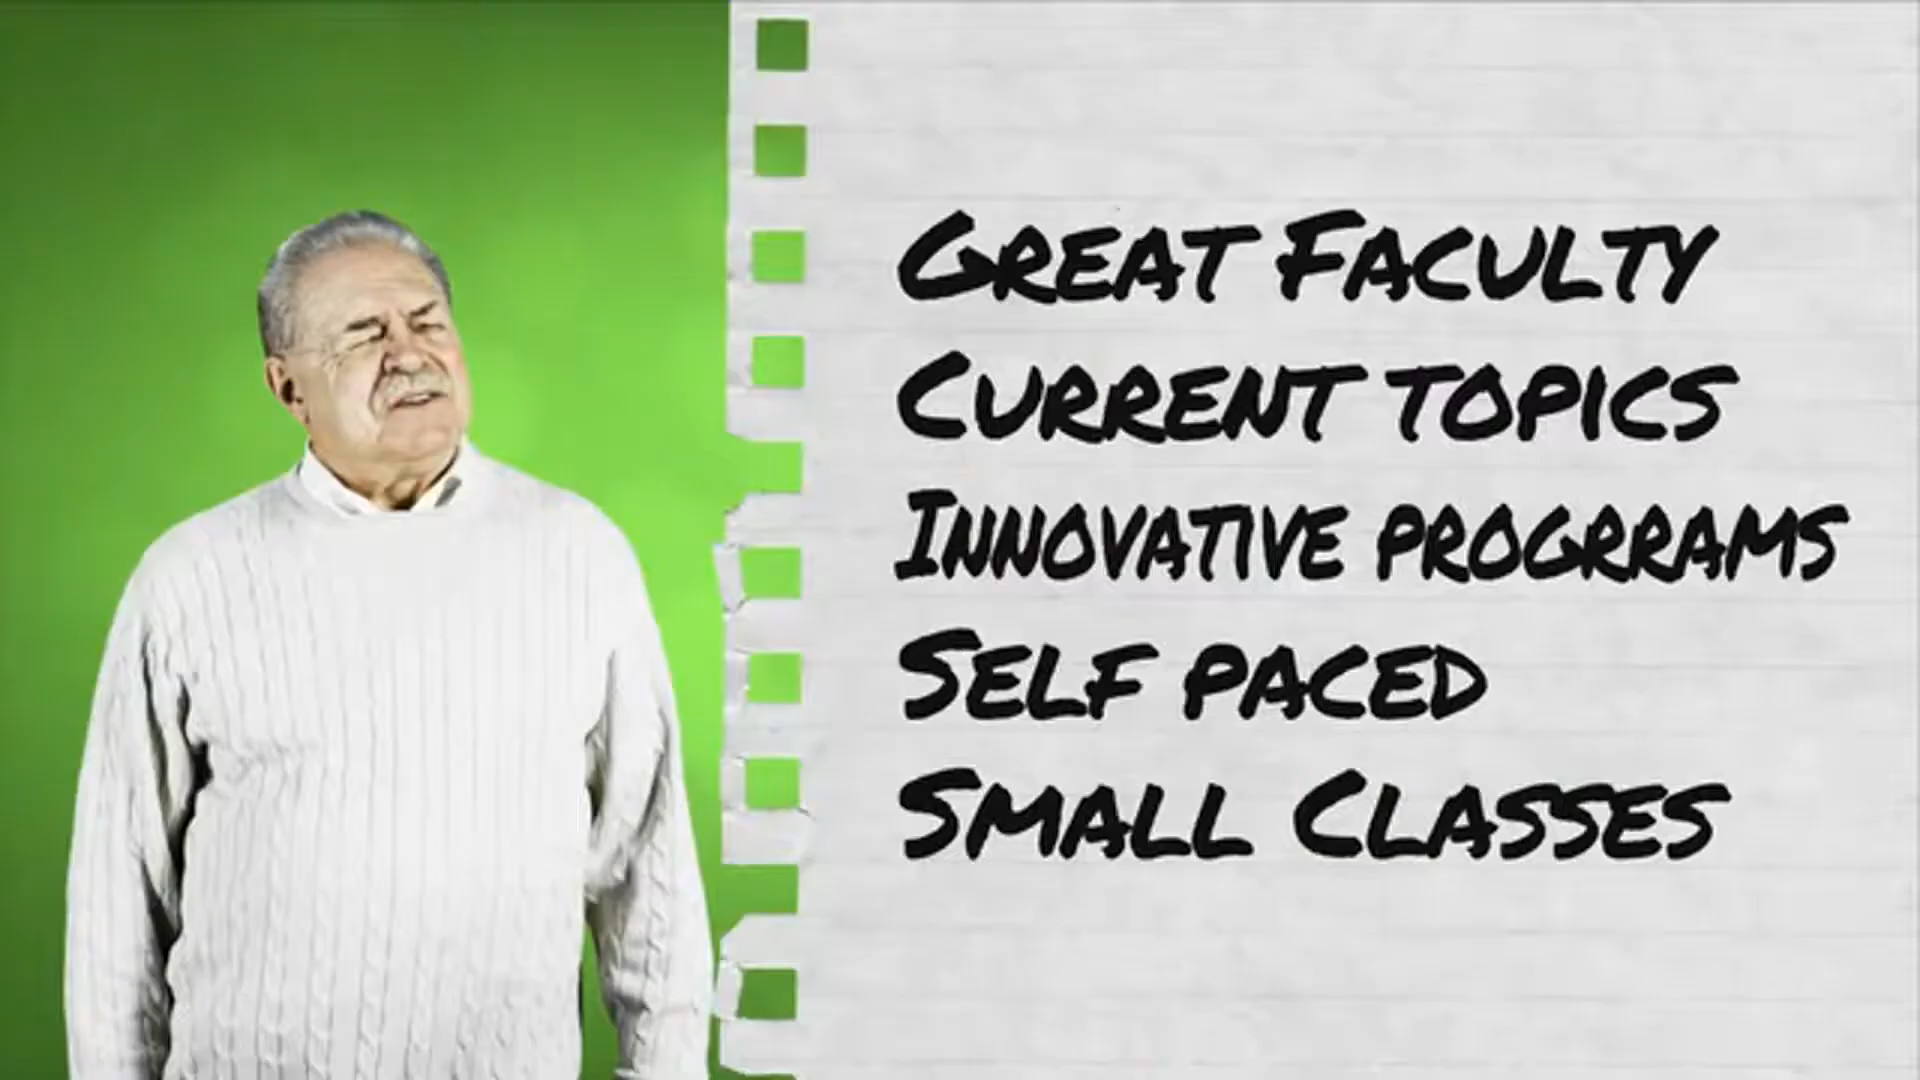 Great Faculty
Current topics
Innovative progrrams
Self paced
Small Classes